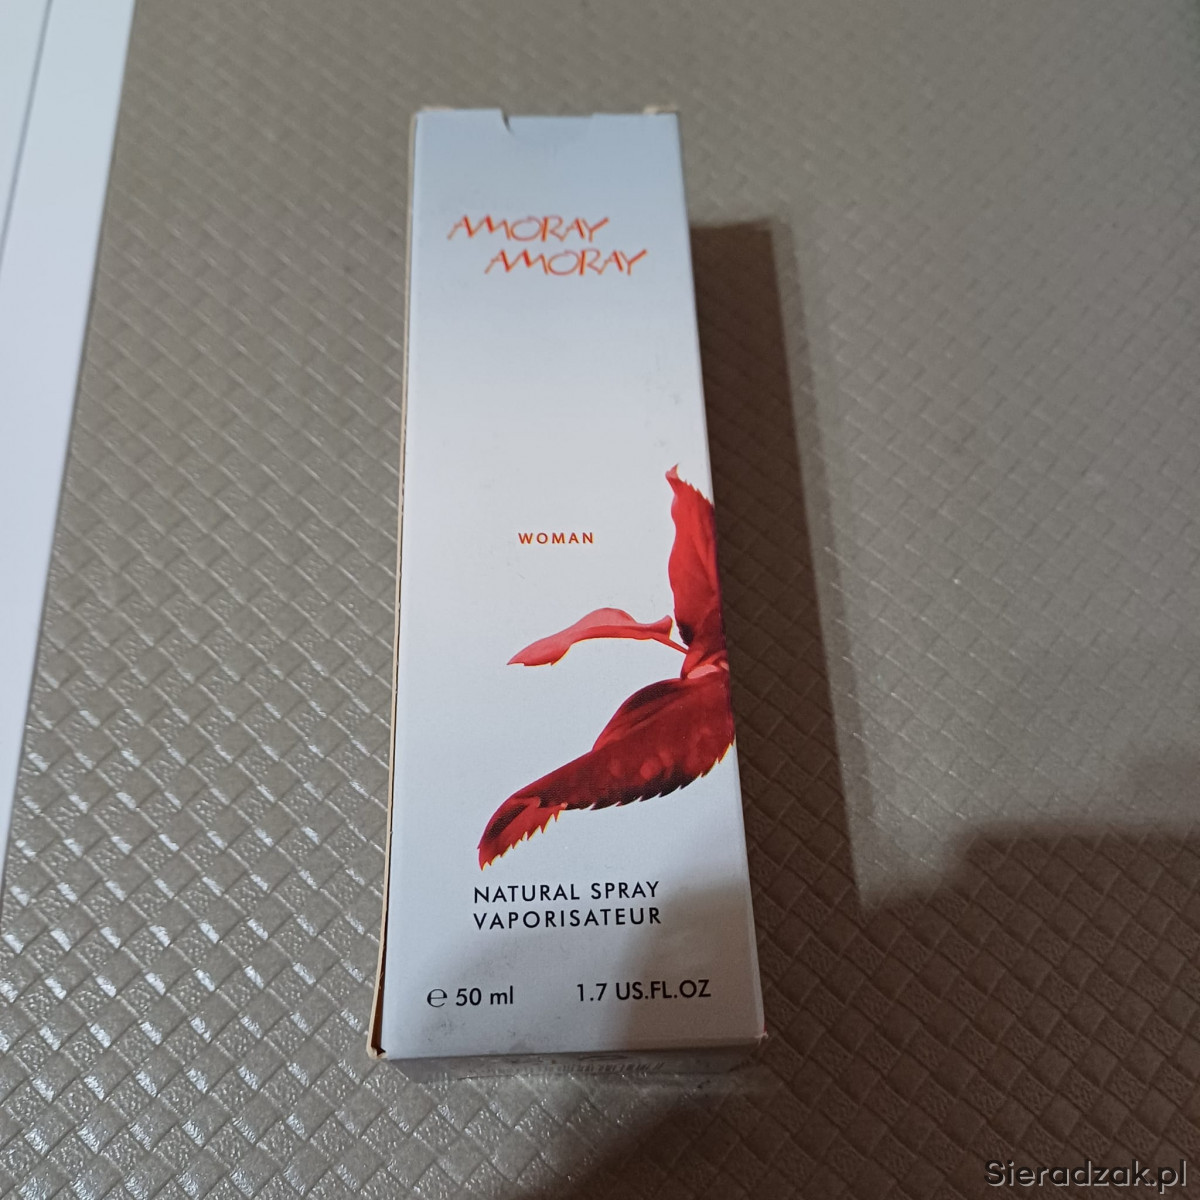 AMORAY
AMORAY
WOMAN
NATURAL SPRAY
VAPORISATEUR
℮ 50 ml 1.7 US.FL.OZ
Sieradzak.pl